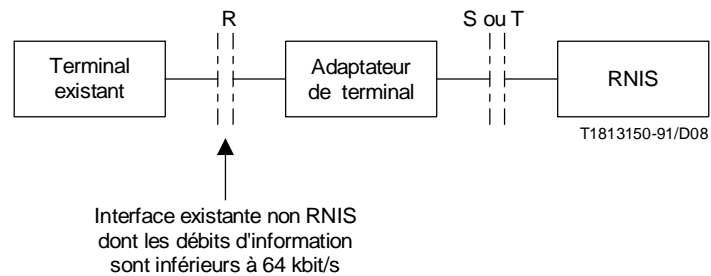 R
S ou T
Terminal
existant
Adaptateur
de terminal
RNIS
T1813150-91/D08
Interface existante non RNIS
dont les débits d'information
sont inférieurs à 64 kbit/s